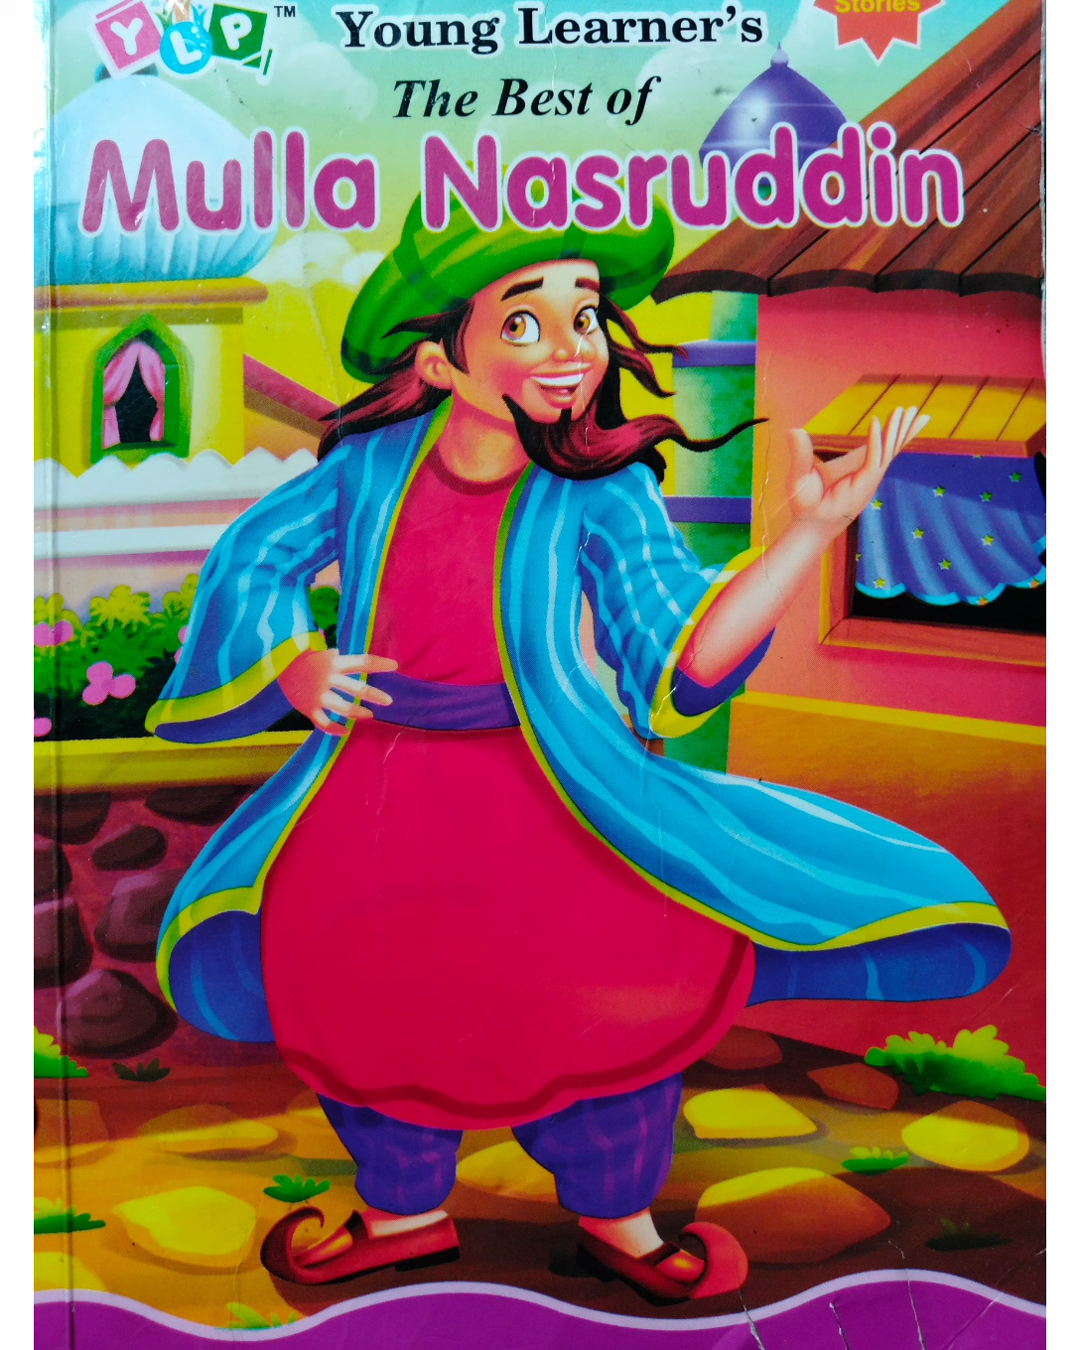 YLP™
Young Learner's
Stories
The Best of
Mulla Nasruddin